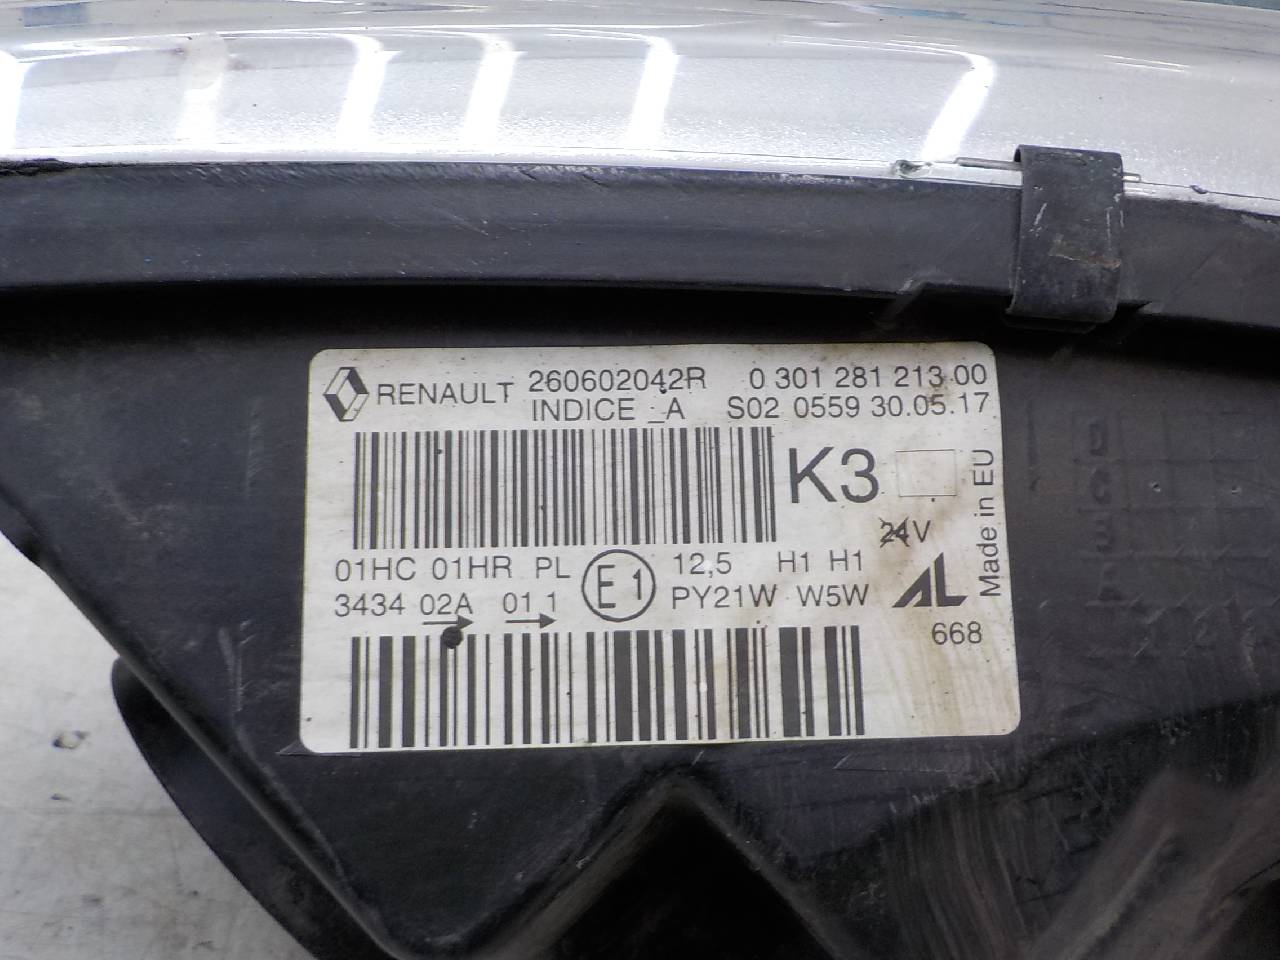 RENAULT 260602042R 0 301 281 213 00
INDICE _A S02 0559 30.05.17
K3
24V
01HC 01HR PL E1 12,5 H1 H1
3434 02A 01 1 PY21W W5W AL
668
Made in EU